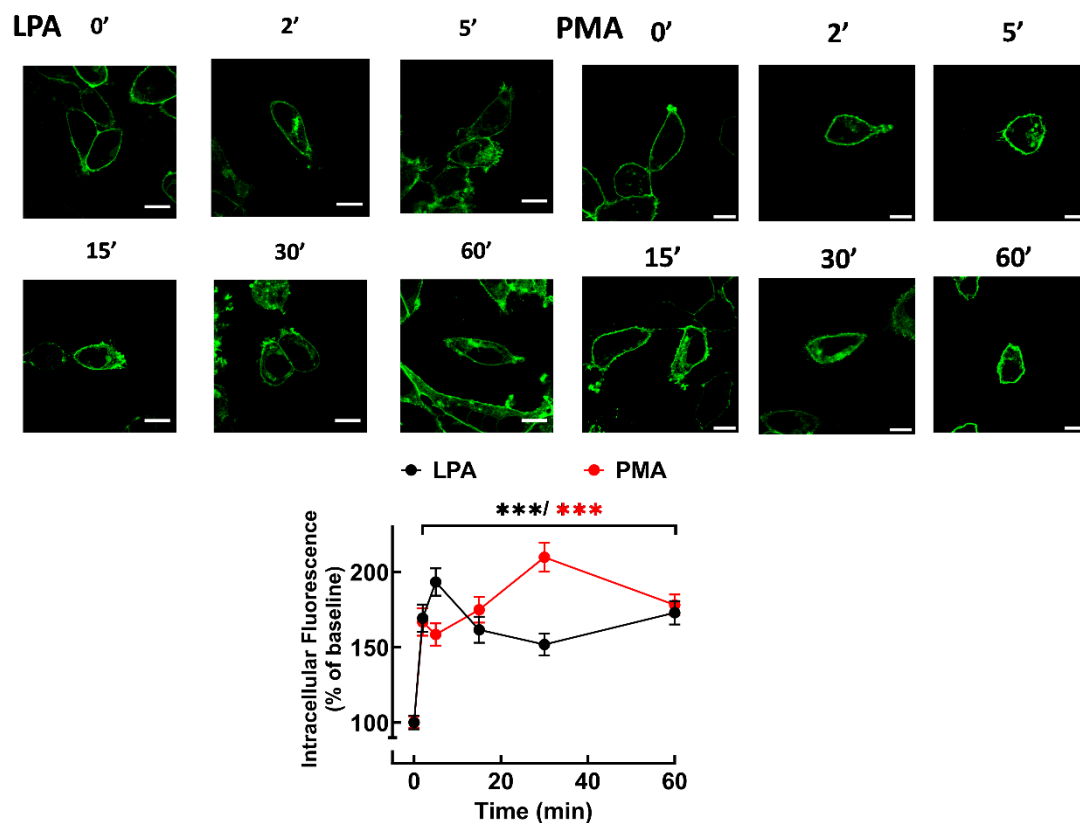 LPA 0’ 2’ 5’ PMA 0’ 2’ 5’
15’ 30’ 60’ 15’ 30’ 60’
LPA PMA
***/ ***
Intracellular Fluorescence
(% of baseline)
200
150
100
0 20 40 60
Time (min)